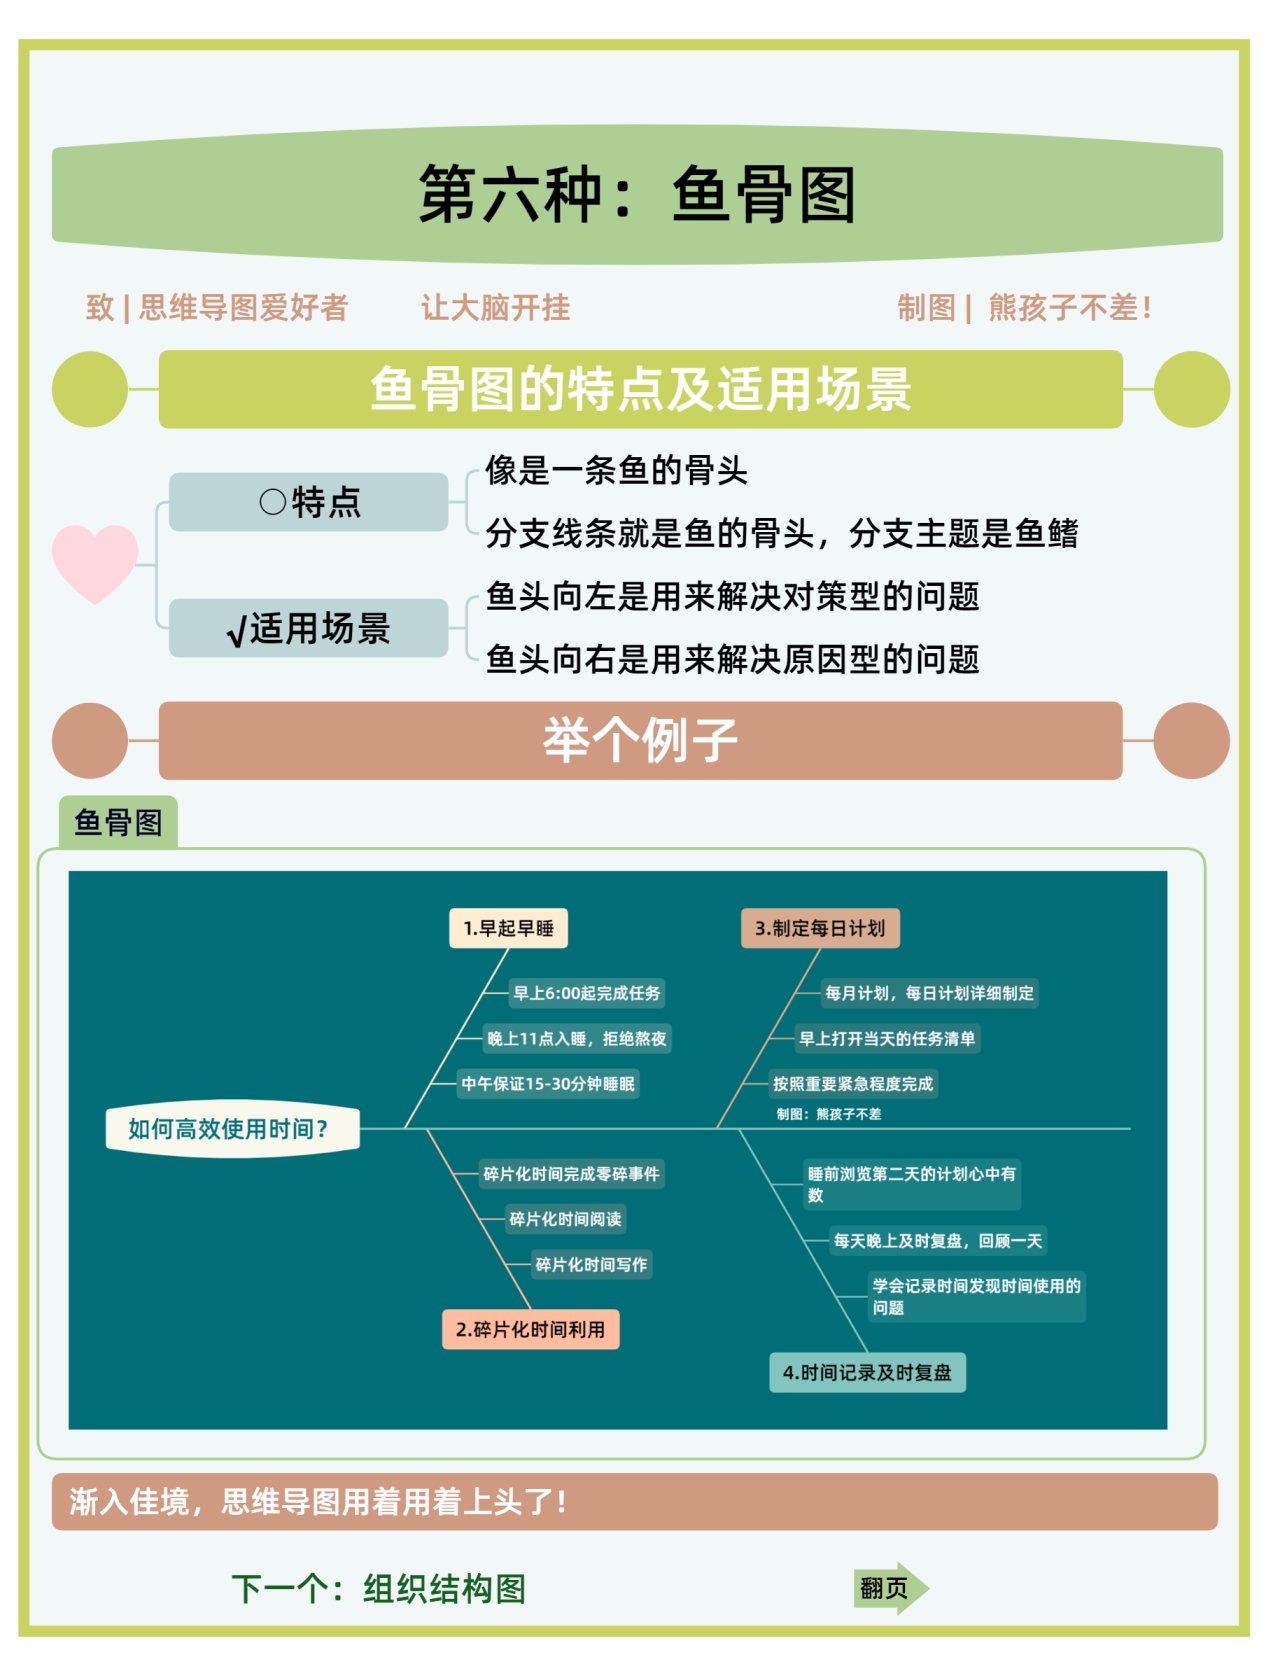 第六种：鱼骨图
致 | 思维导图爱好者 让大脑开挂 制图 | 熊孩子不差！
鱼骨图的特点及适用场景
○特点
像是一条鱼的骨头
分支线条就是鱼的骨头，分支主题是鱼鳍
√适用场景
鱼头向左是用来解决对策型的问题
鱼头向右是用来解决原因型的问题
举个例子
鱼骨图
如何高效使用时间？
1.早起早睡
早上6:00起完成任务
晚上11点入睡，拒绝熬夜
中午保证15-30分钟睡眠
碎片化时间完成零碎事件
碎片化时间阅读
碎片化时间写作
2.碎片化时间利用
3.制定每日计划
每月计划，每日计划详细制定
早上打开当天的任务清单
按照重要紧急程度完成
制图：熊孩子不差
睡前浏览第二天的计划心中有
数
每天晚上及时复盘，回顾一天
学会记录时间发现时间使用的
问题
4.时间记录及时复盘
渐入佳境，思维导图用着用着上头了！
下一个：组织结构图
翻页